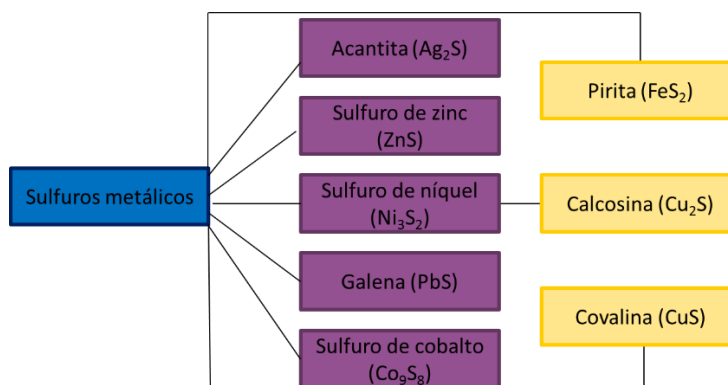 Sulfuros metálicos
Acantita (Ag₂S)
Sulfuro de zinc
(ZnS)
Sulfuro de níquel
(Ni₃S₂)
Galena (PbS)
Sulfuro de cobalto
(Co₉S₈)
Pirita (FeS₂)
Calcosina (Cu₂S)
Covalina (CuS)